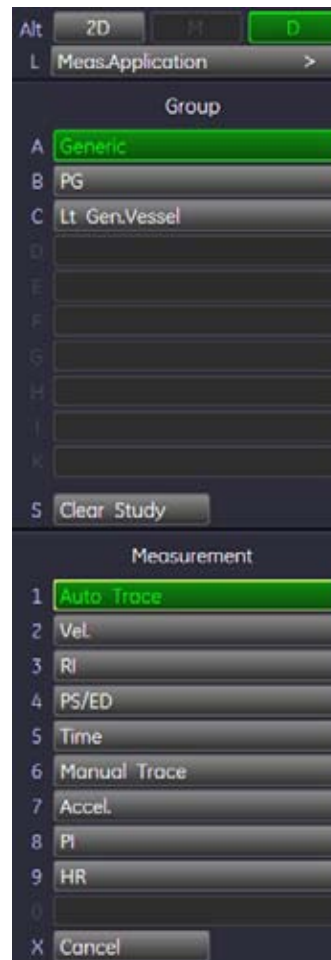 Alt 2D M D
L Meas.Application >
Group
A Generic
B PG
C Lt Gen.Vessel
D
E
F
G
H
I
K
S Clear Study
Measurement
1 Auto Trace
2 Vel.
3 RI
4 PS/ED
5 Time
6 Manual Trace
7 Accel.
8 PI
9 HR
0
X Cancel